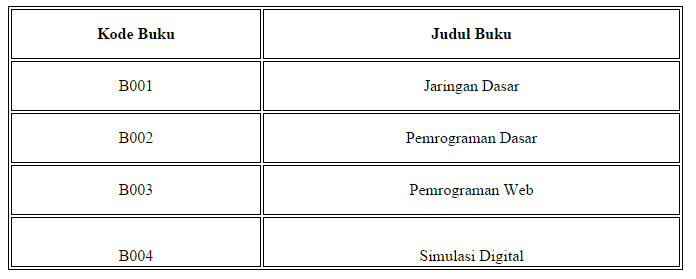 Kode Buku Judul Buku
B001 Jaringan Dasar
B002 Pemrograman Dasar
B003 Pemrograman Web
B004 Simulasi Digital